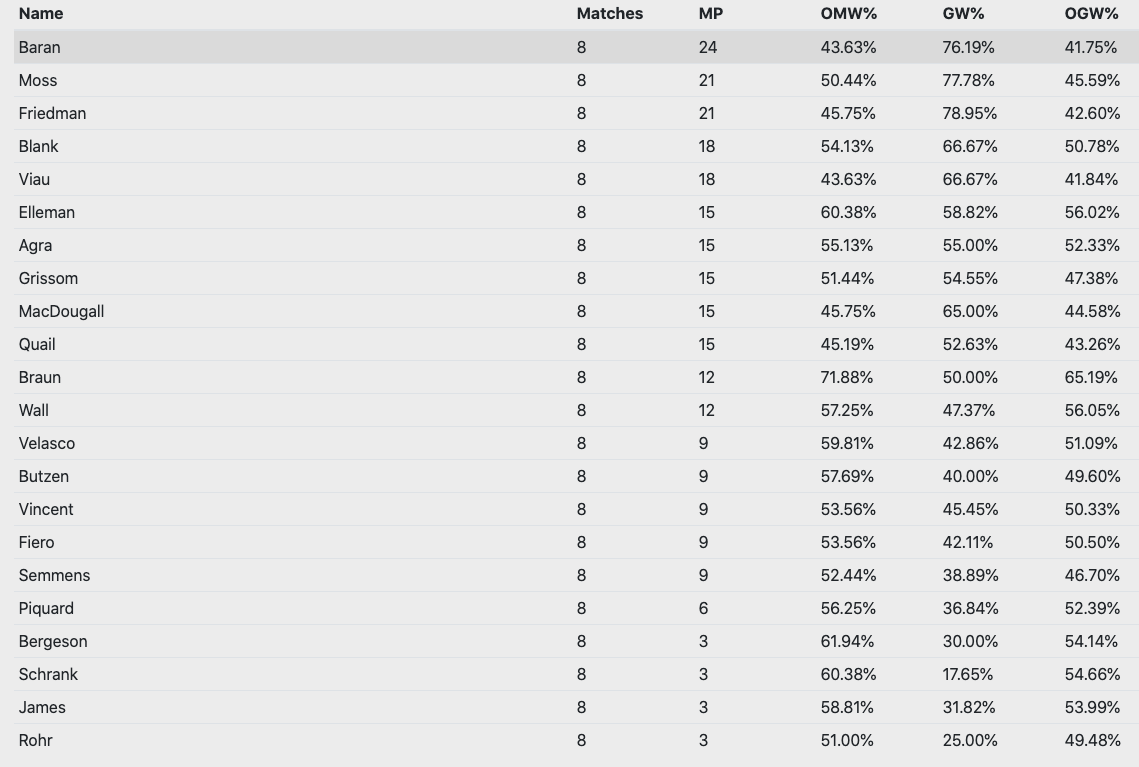 Name Matches MP OMW% GW% OGW%
Baran 8 24 43.63% 76.19% 41.75%
Moss 8 21 50.44% 77.78% 45.59%
Friedman 8 21 45.75% 78.95% 42.60%
Blank 8 18 54.13% 66.67% 50.78%
Viau 8 18 43.63% 66.67% 41.84%
Elleman 8 15 60.38% 58.82% 56.02%
Agra 8 15 55.13% 55.00% 52.33%
Grissom 8 15 51.44% 54.55% 47.38%
MacDougall 8 15 45.75% 65.00% 44.58%
Quail 8 15 45.19% 52.63% 43.26%
Braun 8 12 71.88% 50.00% 65.19%
Wall 8 12 57.25% 47.37% 56.05%
Velasco 8 9 59.81% 42.86% 51.09%
Butzen 8 9 57.69% 40.00% 49.60%
Vincent 8 9 53.56% 45.45% 50.33%
Fiero 8 9 53.56% 42.11% 50.50%
Semmens 8 9 52.44% 38.89% 46.70%
Piquard 8 6 56.25% 36.84% 52.39%
Bergeson 8 3 61.94% 30.00% 54.14%
Schrank 8 3 60.38% 17.65% 54.66%
James 8 3 58.81% 31.82% 53.99%
Rohr 8 3 51.00% 25.00% 49.48%